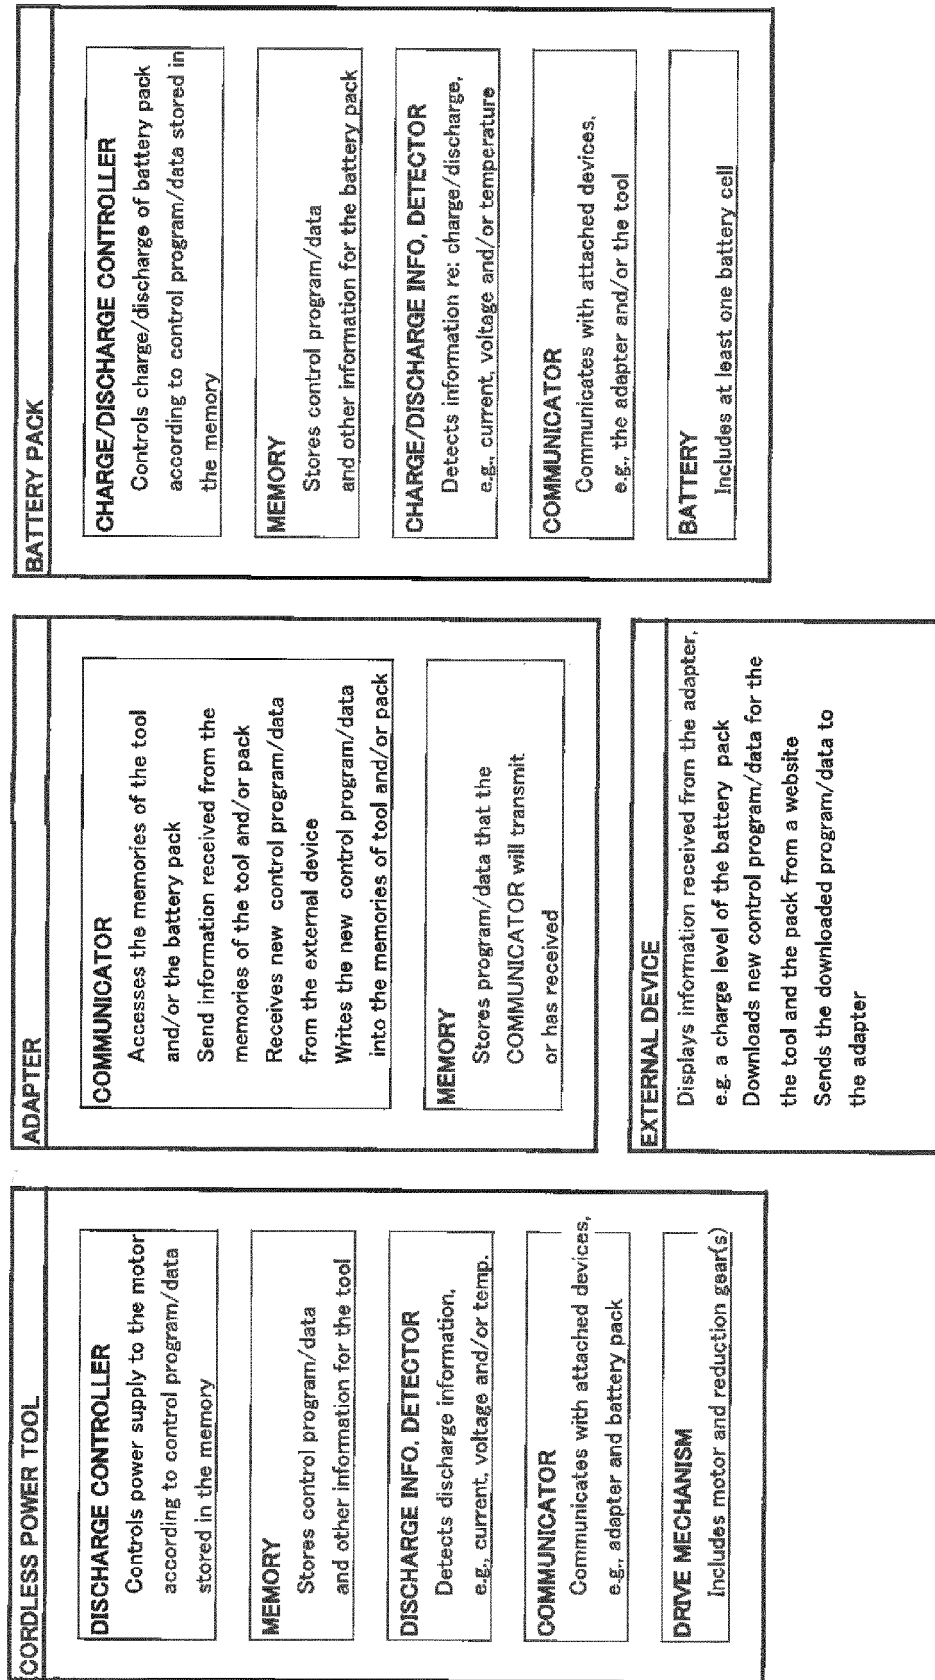 CORDLESS POWER TOOL
DISCHARGE CONTROLLER
Controls power supply to the motor
according to control program/data
stored in the memory
MEMORY
Stores control program/data
and other information for the tool
DISCHARGE INFO, DETECTOR
Detects discharge information,
e.g., current, voltage and/or temp.
COMMUNICATOR
Communicates with attached devices,
e.g., adapter and battery pack
DRIVE MECHANISM
Includes motor and reduction gear(s)
ADAPTER
COMMUNICATOR
Accesses the memories of the tool
and/or the battery pack
Send information received from the
memories of the tool and/or pack
Receives new control program/data
from the external device
Writes the new control program/data
into the memories of tool and/or pack
MEMORY
Stores program/data that the
COMMUNICATOR will transmit
or has received
EXTERNAL DEVICE
Displays information received from the adapter,
e.g. a charge level of the battery pack
Downloads new control program/data for the
the tool and the pack from a website
Sends the downloaded program/data to
the adapter
BATTERY PACK
CHARGE/DISCHARGE CONTROLLER
Controls charge/discharge of battery pack
according to control program/data stored in
the memory
MEMORY
Stores control program/data
and other information for the battery pack
CHARGE/DISCHARGE INFO, DETECTOR
Detects information re: charge/discharge,
e.g., current, voltage and/or temperature
COMMUNICATOR
Communicates with attached devices,
e.g., the adapter and/or the tool
BATTERY
Includes at least one battery cell